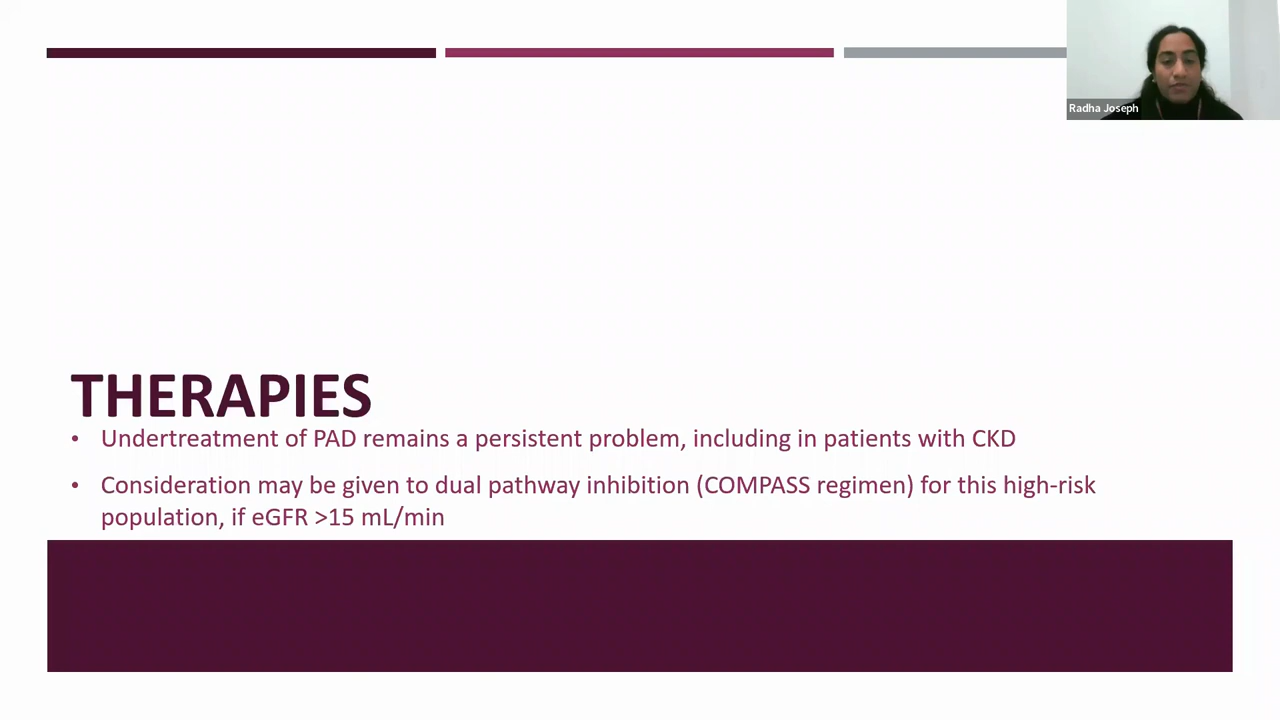 Radha Joseph
THERAPIES
• Undertreatment of PAD remains a persistent problem, including in patients with CKD
• Consideration may be given to dual pathway inhibition (COMPASS regimen) for this high-risk
population, if eGFR >15 mL/min